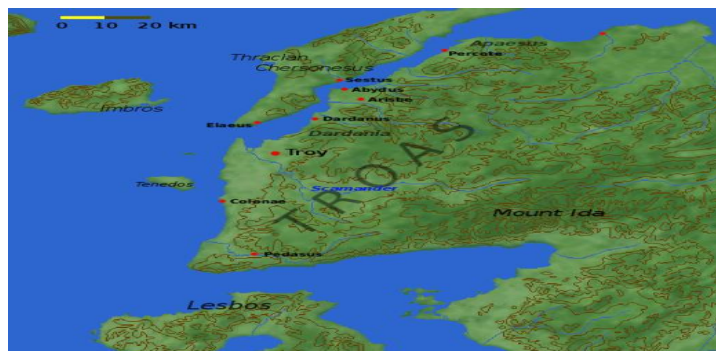 0 10 20 km
Thracian
Chersonesus
Apaesus
Percote
Sestus
Abydus
Arisbe
Imbros
Elaeus
Dardanus
Dardania
Troy
TROAS
Tenedos
Scamander
Colonae
Mount Ida
Pedasus
Lesbos